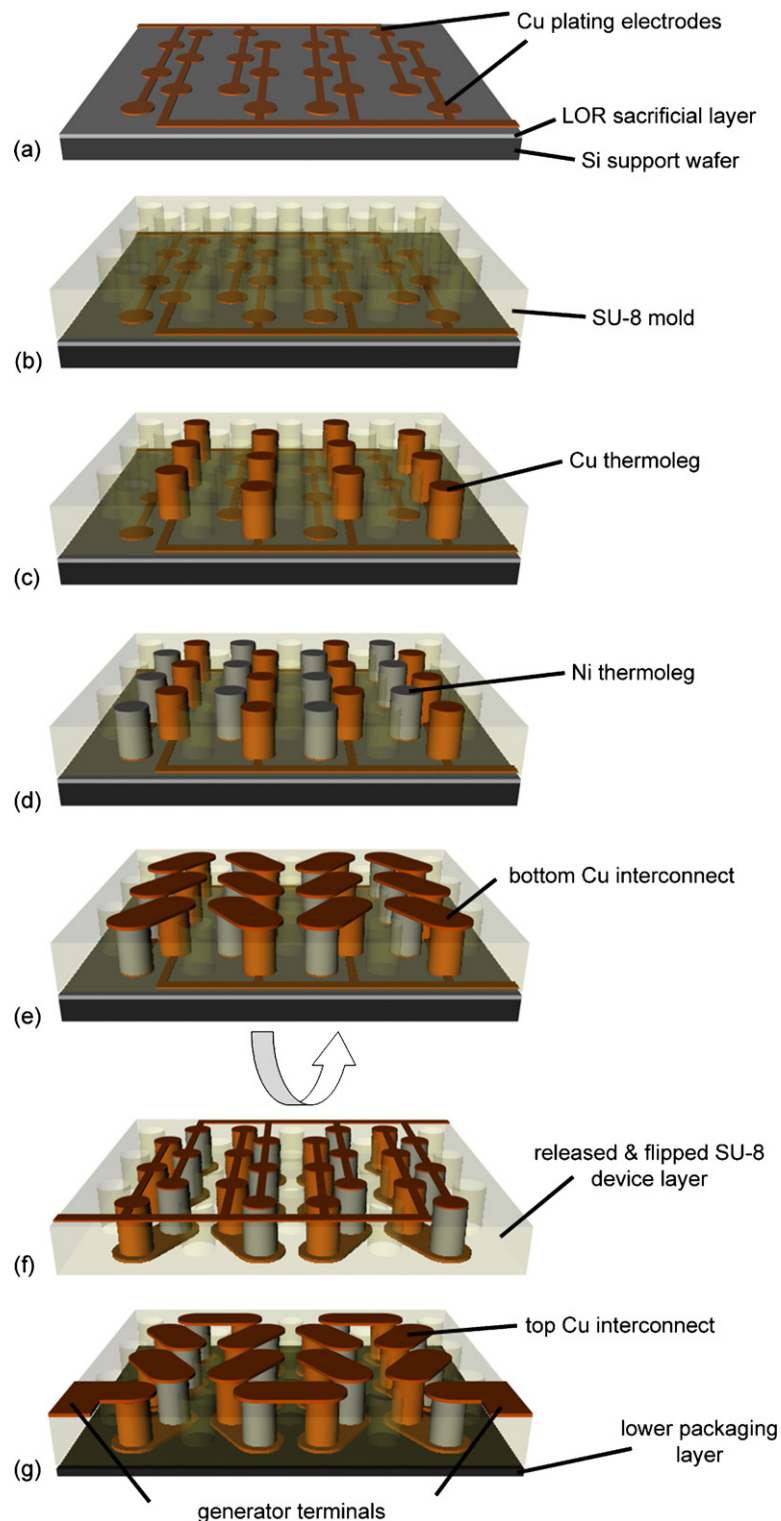 Cu plating electrodes
LOR sacrificial layer
(a)
Si support wafer
SU-8 mold
(b)
Cu thermoleg
(c)
Ni thermoleg
(d)
bottom Cu interconnect
(e)
released & flipped SU-8
device layer
(f)
top Cu interconnect
lower packaging
layer
(g)
generator terminals